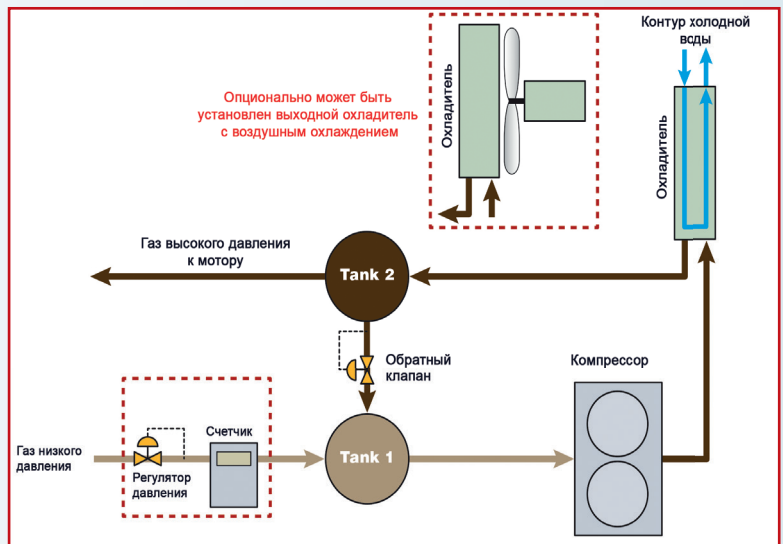 Контур холодной
воды
Опционально может быть
установлен выходной охладитель
с воздушным охлаждением
Охладитель
Охладитель
Газ высокого давления
к мотору
Tank 2
Обратный
клапан
Компрессор
Счетчик
Газ низкого
давления
Регулятор
давления
Tank 1